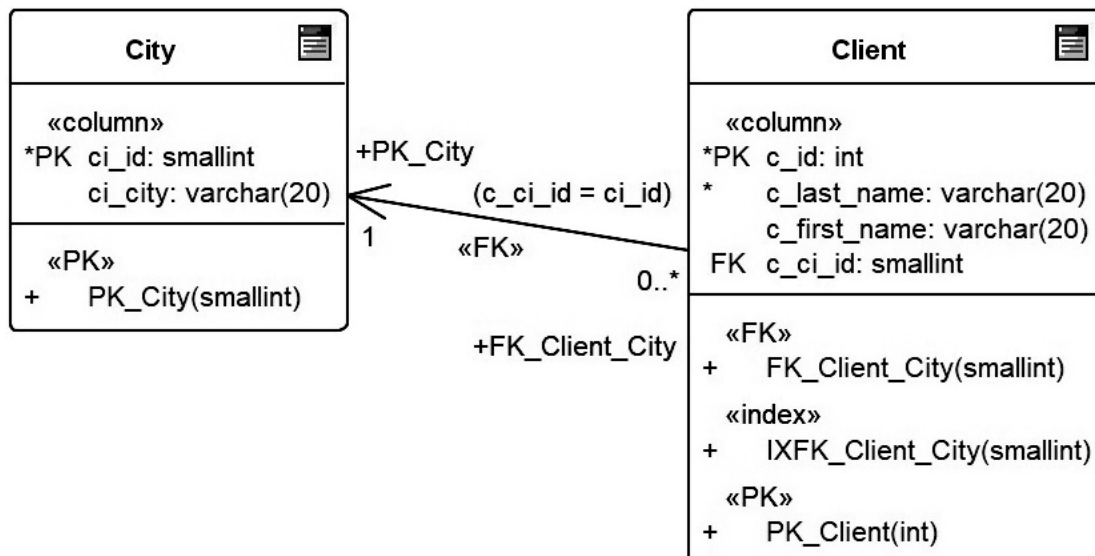 City
«column»
*PK ci_id: smallint
ci_city: varchar(20)
«PK»
+ PK_City(smallint)
+PK_City
(c_ci_id = ci_id)
1
«FK»
0..*
+FK_Client_City
Client
«column»
*PK c_id: int
* c_last_name: varchar(20)
c_first_name: varchar(20)
FK c_ci_id: smallint
«FK»
+ FK_Client_City(smallint)
«index»
+ IXFK_Client_City(smallint)
«PK»
+ PK_Client(int)